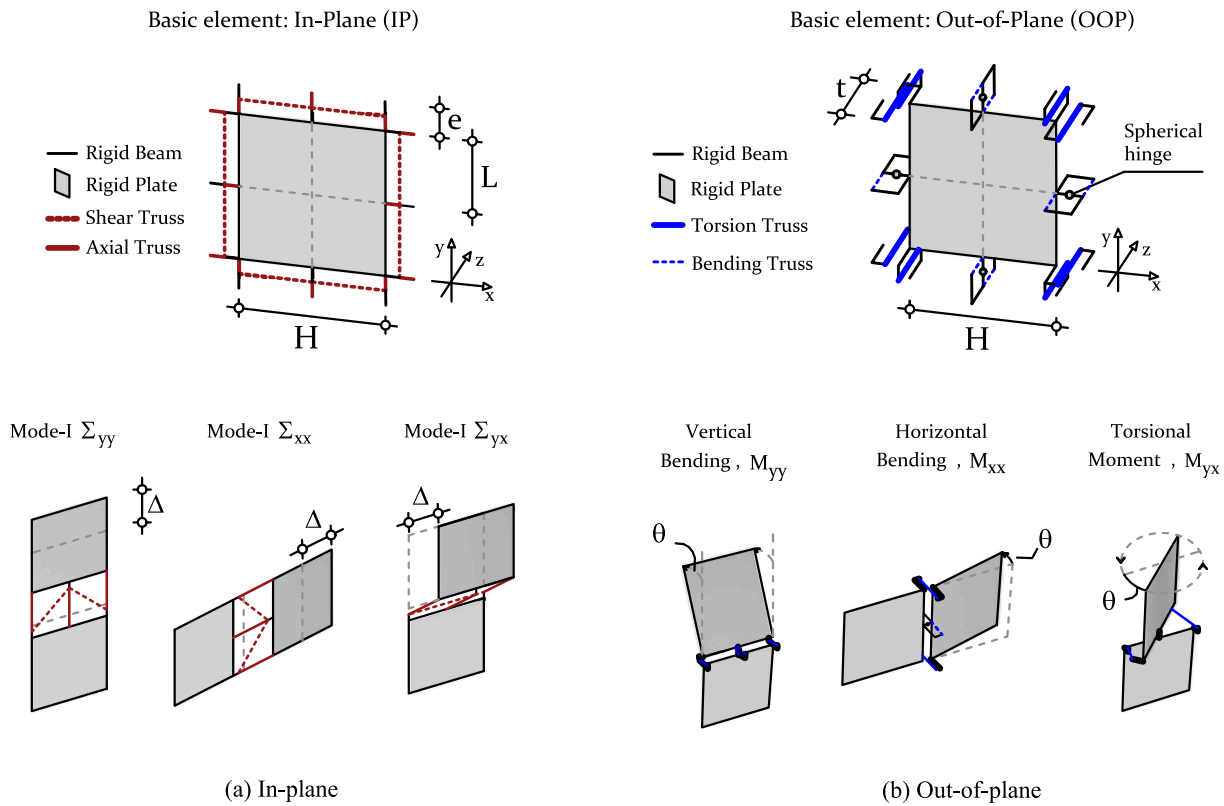 Basic element: In-Plane (IP)
Rigid Beam
Rigid Plate
Shear Truss
Axial Truss
e
L
y
z
x
H
Basic element: Out-of-Plane (OOP)
t
Spherical
hinge
Rigid Beam
Rigid Plate
Torsion Truss
Bending Truss
y
z
x
H
Mode-I Σyy
Mode-I Σxx
Mode-I Σyx
Δ
Δ
Δ
(a) In-plane
Vertical
Bending , Myy
Horizontal
Bending , Mxx
Torsional
Moment , Myx
θ
θ
θ
(b) Out-of-plane